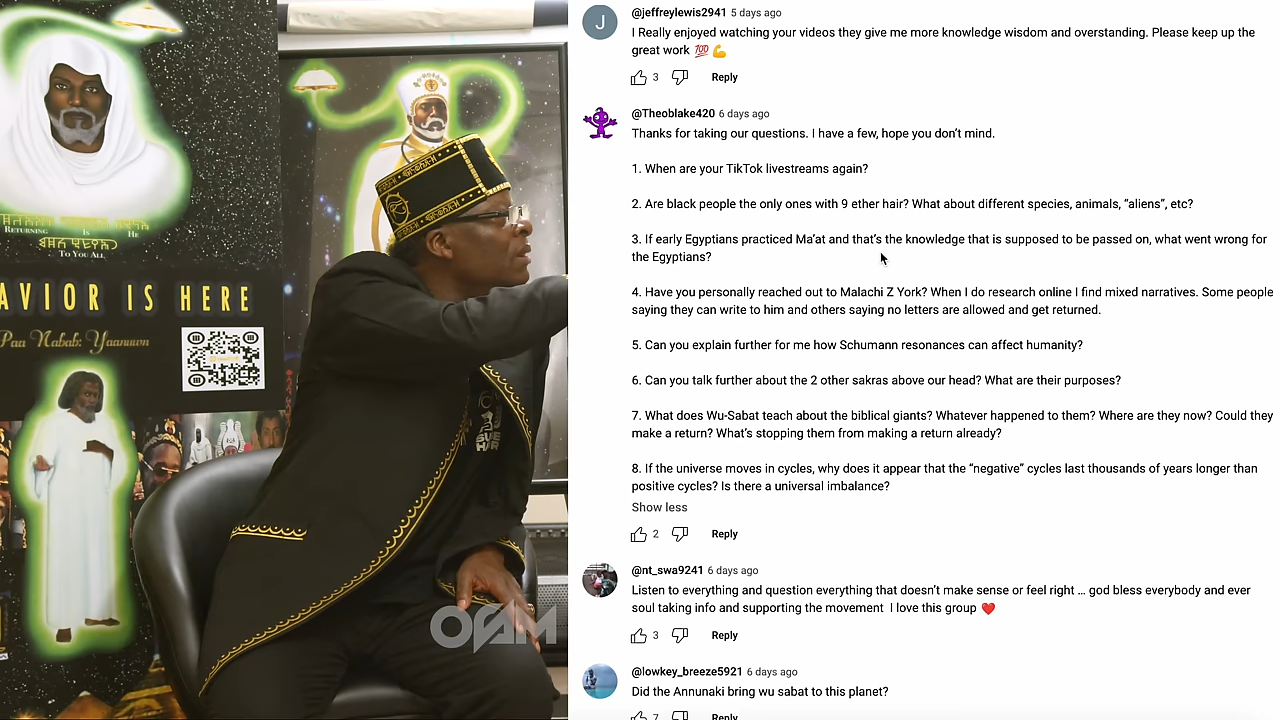 RETURNING IS HE
TO YOU ALL
AVIOR IS HERE
Paa Nabab: Yaanuwn
J
@jeffreylewis2941 5 days ago
I Really enjoyed watching your videos they give me more knowledge wisdom and overstanding. Please keep up the
great work 💯 💪
3 Reply
@Theoblake420 6 days ago
Thanks for taking our questions. I have a few, hope you don’t mind.
1. When are your TikTok livestreams again?
2. Are black people the only ones with 9 ether hair? What about different species, animals, “aliens”, etc?
3. If early Egyptians practiced Ma’at and that’s the knowledge that is supposed to be passed on, what went wrong for
the Egyptians?
4. Have you personally reached out to Malachi Z York? When I do research online I find mixed narratives. Some people
saying they can write to him and others saying no letters are allowed and get returned.
5. Can you explain further for me how Schumann resonances can affect humanity?
6. Can you talk further about the 2 other sakras above our head? What are their purposes?
7. What does Wu-Sabat teach about the biblical giants? Whatever happened to them? Where are they now? Could they
make a return? What’s stopping them from making a return already?
8. If the universe moves in cycles, why does it appear that the “negative” cycles last thousands of years longer than
positive cycles? Is there a universal imbalance?
Show less
2 Reply
@nt_swa9241 6 days ago
Listen to everything and question everything that doesn’t make sense or feel right ... god bless everybody and ever
soul taking info and supporting the movement I love this group ❤️
3 Reply
@lowkey_breeze5921 6 days ago
Did the Annunaki bring wu sabat to this planet?
7 Reply